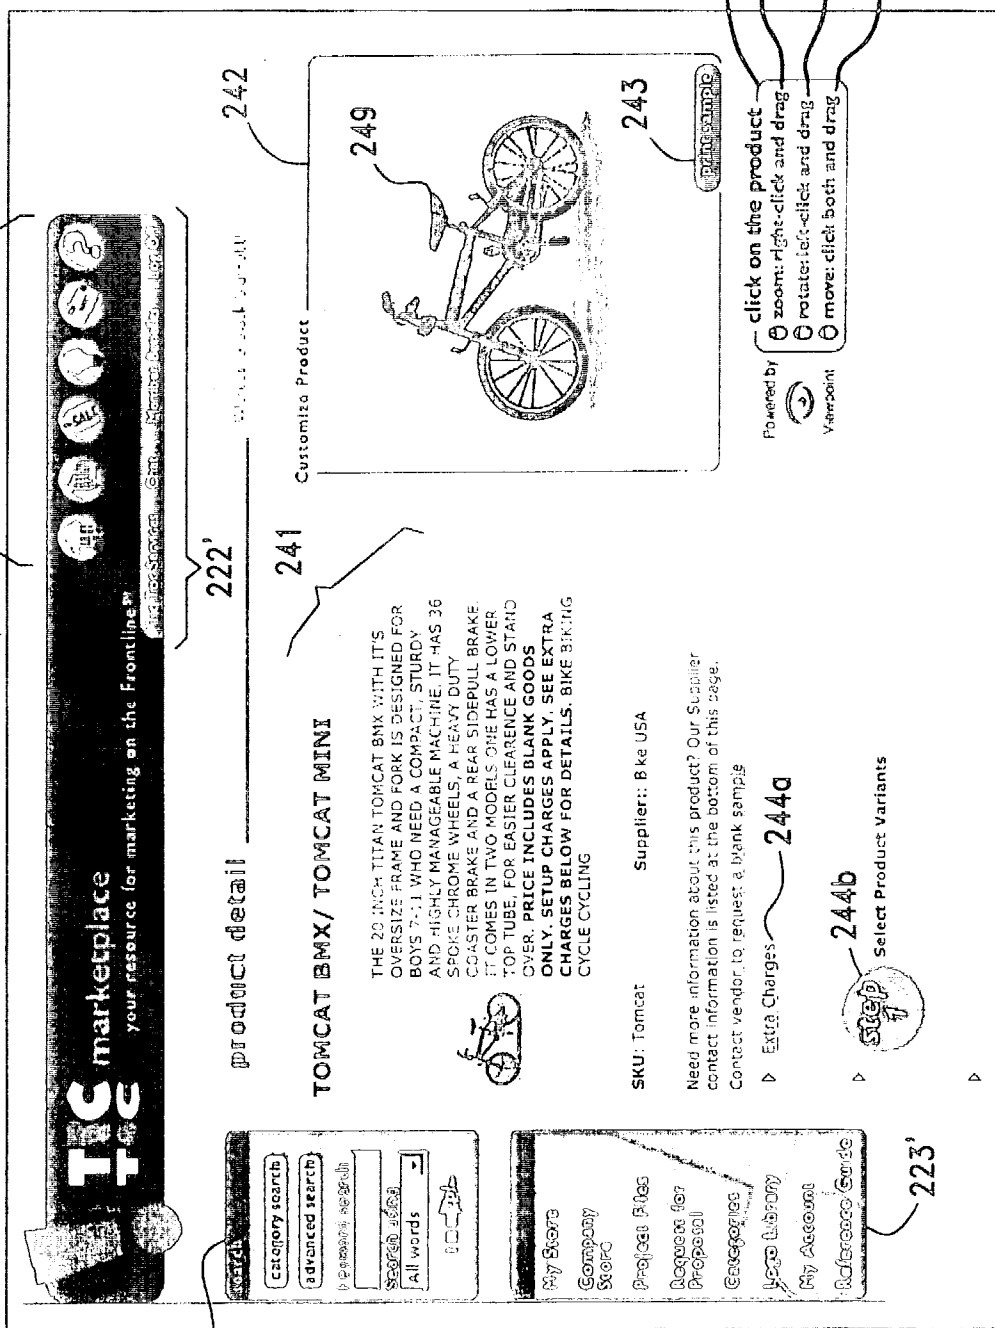 TIC marketplace
your resource for marketing on the Frontline℠
SALE
?
222'
category search
advanced search
All words
My Store
Company
Store
Project Files
Request for
Proposal
Categories
Logo Library
My Account
Reference Guide
223'
product detail
TOMCAT BMX/ TOMCAT MINI
241
THE 20 INCH TITAN TOMCAT BMX WITH IT'S
OVERSIZE FRAME AND FORK IS DESIGNED FOR
BOYS 7-11 WHO NEED A COMPACT, STURDY
AND HIGHLY MANAGEABLE MACHINE. IT HAS 36
SPOKE CHROME WHEELS, A HEAVY DUTY
COASTER BRAKE AND A REAR SIDEPULL BRAKE.
IT COMES IN TWO MODELS ONE HAS A LOWER
TOP TUBE, FOR EASIER CLEARENCE AND STAND
OVER. PRICE INCLUDES BLANK GOODS
ONLY. SETUP CHARGES APPLY. SEE EXTRA
CHARGES BELOW FOR DETAILS. BIKE BIKING
CYCLE CYCLING
SKU: Tomcat Supplier:: Bike USA
Need more information about this product? Our Supplier
contact information is listed at the bottom of this page.
Contact vendor to request a blank sample
Extra Charges 244a
step 1 244b
Select Product Variants
242
Customize Product
249
243
print sample
Powered by
Viewpoint
click on the product
zoom: right-click and drag
rotate: left-click and drag
move: click both and drag